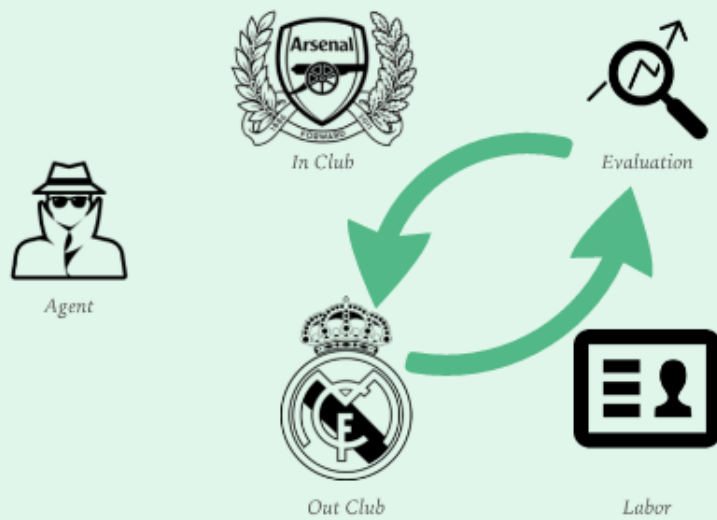 Arsenal
FORWARD
In Club
Evaluation
Agent
Out Club
Labor